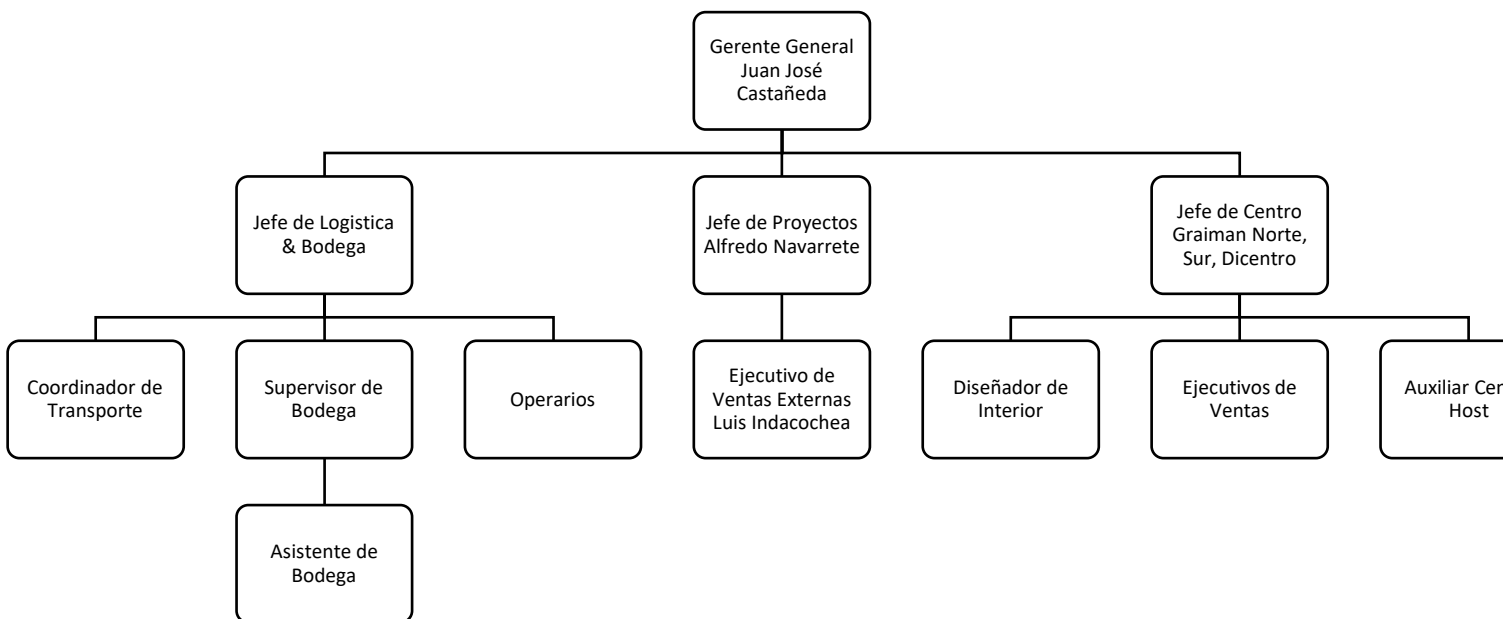 Gerente General
Juan José
Castañeda
Jefe de Logistica
& Bodega
Jefe de Proyectos
Alfredo Navarrete
Jefe de Centro
Graiman Norte,
Sur, Dicentro
Coordinador de
Transporte
Supervisor de
Bodega
Operarios
Ejecutivo de
Ventas Externas
Luis Indacochea
Diseñador de
Interior
Ejecutivos de
Ventas
Auxiliar
Host
Asistente de
Bodega